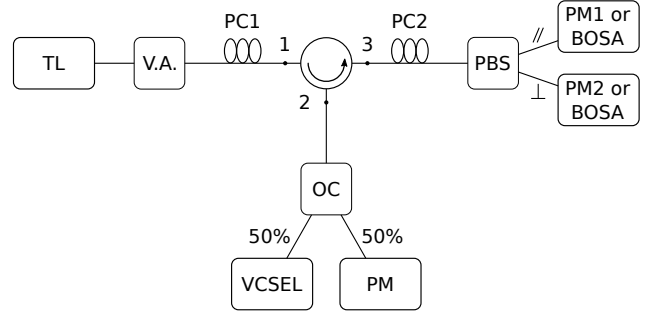 PC1
PC2
PM1 or
BOSA
TL
V.A.
1
3
PBS
//
⊥
PM2 or
BOSA
2
OC
50%
50%
VCSEL
PM